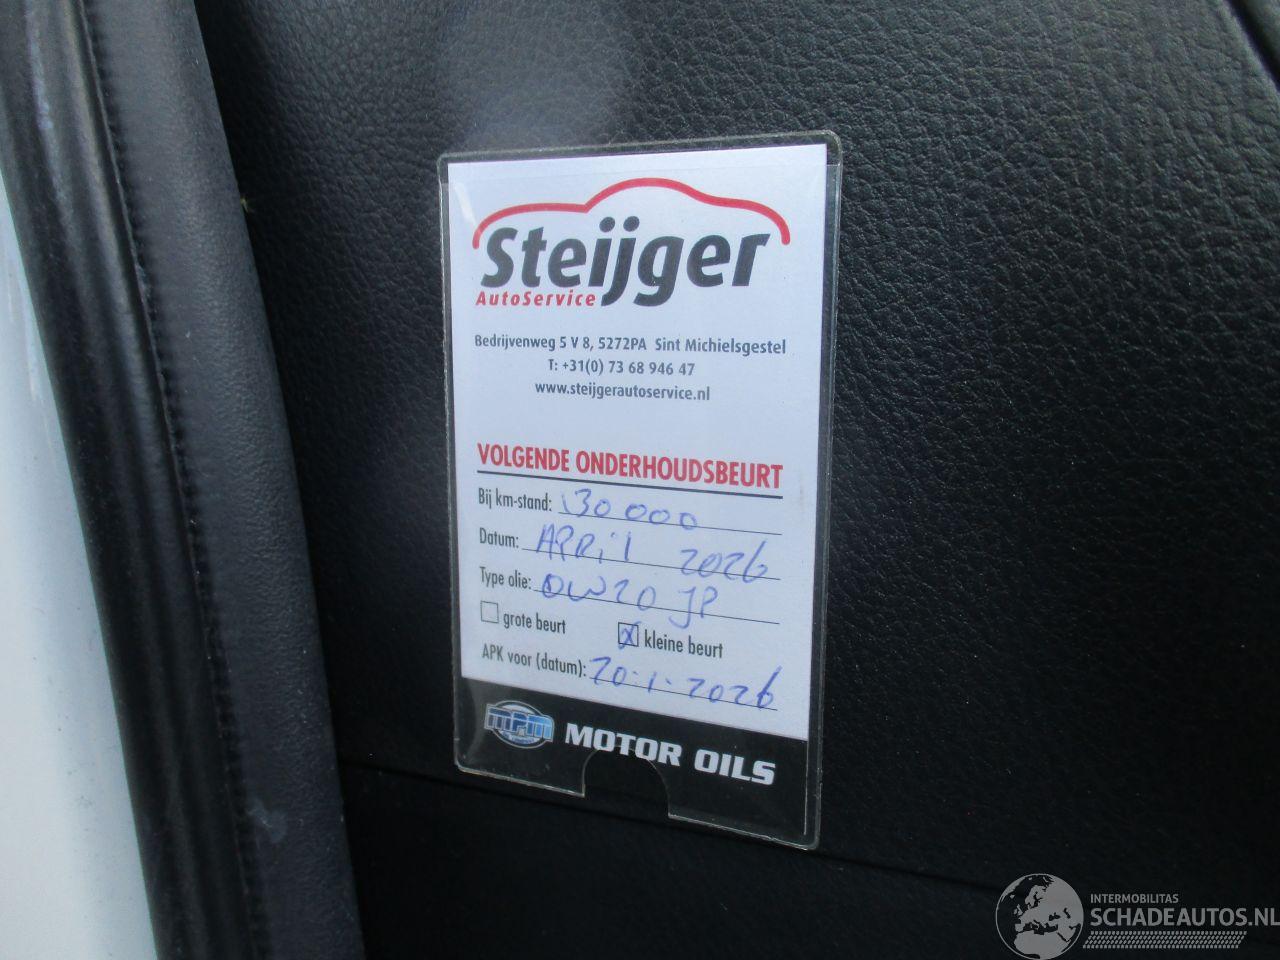 Steijger
AutoService
Bedrijvenweg 5 V 8, 5272PA Sint Michielsgestel
T: +31(0) 73 68 946 47
www.steijgerautoservice.nl
VOLGENDE ONDERHOUDSBEURT
Bij km-stand: 130000
Datum: APRil 2026
Type olie: 0W20 JP
grote beurt kleine beurt
APK voor (datum): 20-1-2026
MPM MOTOR OILS
INTERMOBILITAS
SCHADEAUTOS.NL